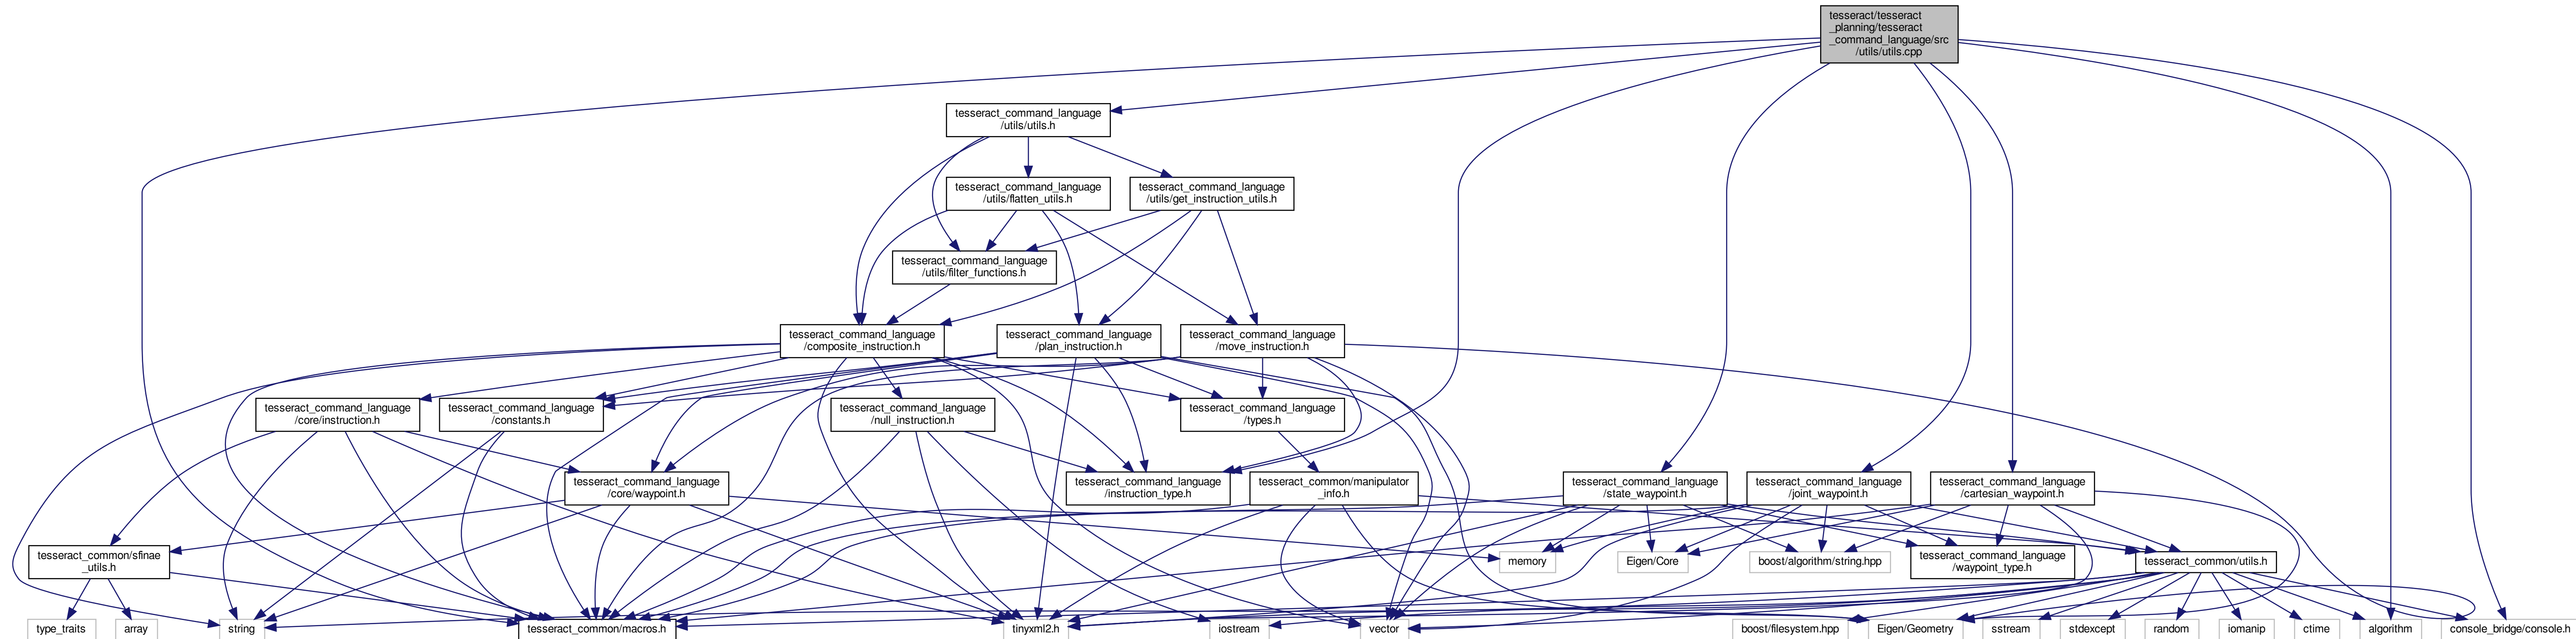 tesseract/tesseract
_planning/tesseract
_command_language/src
/utils/utils.cpp
tesseract_command_language
/utils/utils.h
tesseract_command_language
/utils/flatten_utils.h
tesseract_command_language
/utils/get_instruction_utils.h
tesseract_command_language
/utils/filter_functions.h
tesseract_command_language
/composite_instruction.h
tesseract_command_language
/plan_instruction.h
tesseract_command_language
/move_instruction.h
tesseract_command_language
/core/instruction.h
tesseract_command_language
/constants.h
tesseract_command_language
/null_instruction.h
tesseract_command_language
/types.h
tesseract_command_language
/core/waypoint.h
tesseract_command_language
/instruction_type.h
tesseract_common/manipulator
_info.h
tesseract_command_language
/state_waypoint.h
tesseract_command_language
/joint_waypoint.h
tesseract_command_language
/cartesian_waypoint.h
tesseract_common/sfinae
_utils.h
memory
Eigen/Core
boost/algorithm/string.hpp
tesseract_command_language
/waypoint_type.h
tesseract_common/utils.h
type_traits
array
string
tesseract_common/macros.h
tinyxml2.h
iostream
vector
boost/filesystem.hpp
Eigen/Geometry
sstream
stdexcept
random
iomanip
ctime
algorithm
console_bridge/console.h